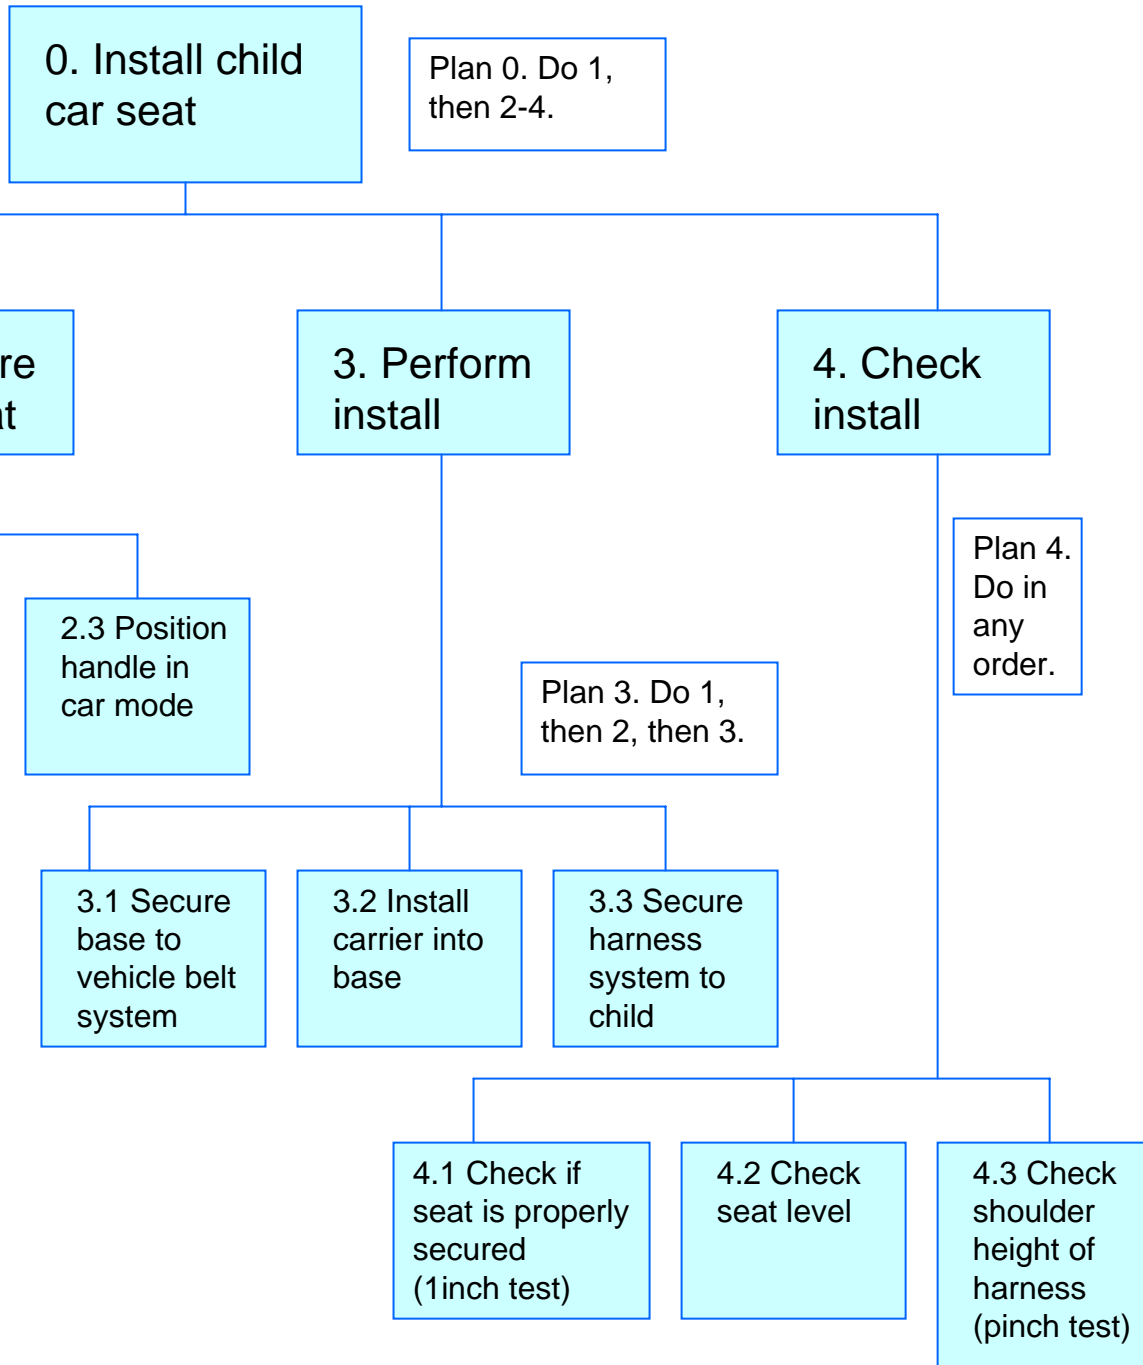 0. Install child
car seat
Plan 0. Do 1,
then 2-4.
3. Perform
install
4. Check
install
Plan 4.
Do in
any
order.
2.3 Position
handle in
car mode
Plan 3. Do 1,
then 2, then 3.
3.1 Secure
base to
vehicle belt
system
3.2 Install
carrier into
base
3.3 Secure
harness
system to
child
4.1 Check if
seat is properly
secured
(1inch test)
4.2 Check
seat level
4.3 Check
shoulder
height of
harness
(pinch test)